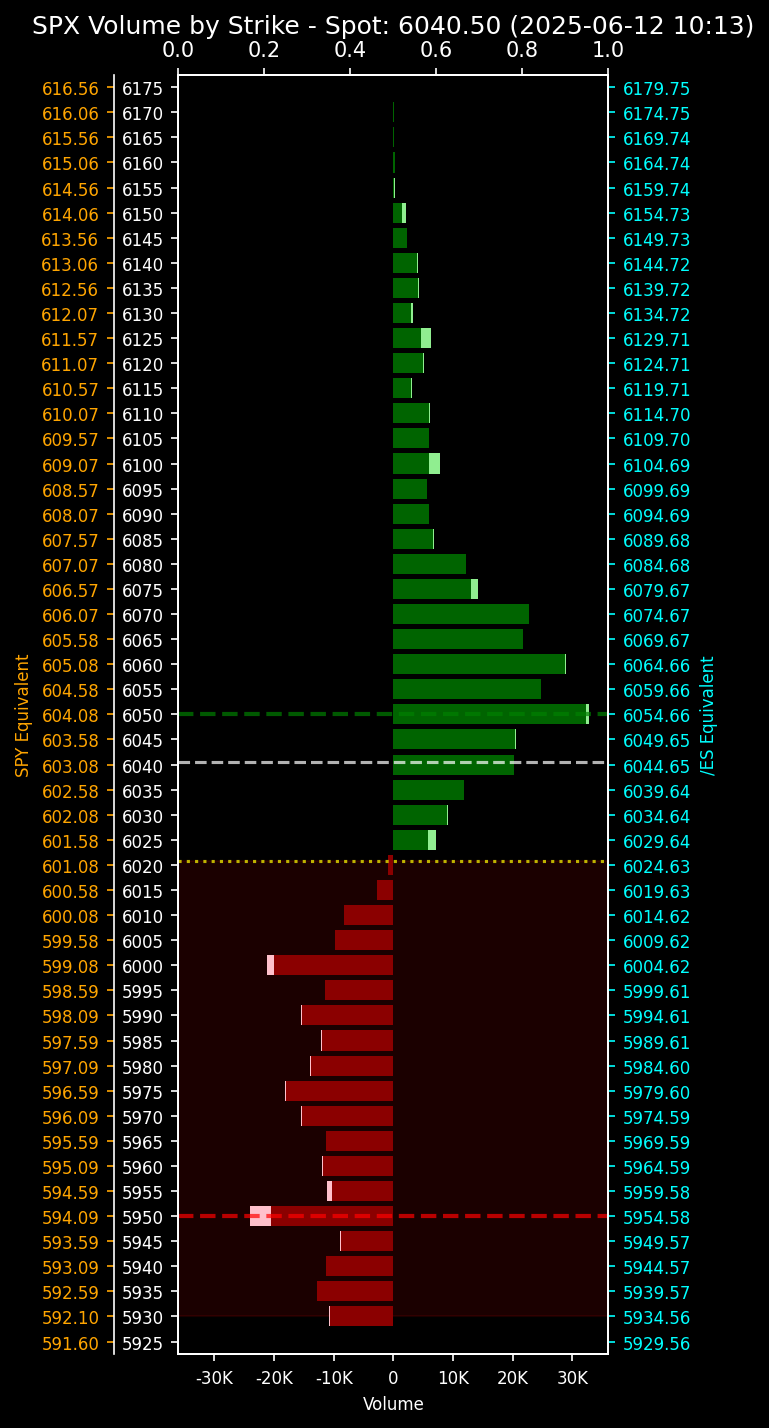 SPX Volume by Strike - Spot: 6040.50 (2025-06-12 10:13)
0.0 0.2 0.4 0.6 0.8 1.0
616.56 6175 6179.75
616.06 6170 6174.75
615.56 6165 6169.74
615.06 6160 6164.74
614.56 6155 6159.74
614.06 6150 6154.73
613.56 6145 6149.73
613.06 6140 6144.72
612.56 6135 6139.72
612.07 6130 6134.72
611.57 6125 6129.71
611.07 6120 6124.71
610.57 6115 6119.71
610.07 6110 6114.70
609.57 6105 6109.70
609.07 6100 6104.69
608.57 6095 6099.69
608.07 6090 6094.69
607.57 6085 6089.68
607.07 6080 6084.68
606.57 6075 6079.67
606.07 6070 6074.67
605.58 6065 6069.67
605.08 6060 6064.66
604.58 6055 6059.66
604.08 6050 6054.66
603.58 6045 6049.65
603.08 6040 6044.65
602.58 6035 6039.64
602.08 6030 6034.64
601.58 6025 6029.64
601.08 6020 6024.63
600.58 6015 6019.63
600.08 6010 6014.62
599.58 6005 6009.62
599.08 6000 6004.62
598.59 5995 5999.61
598.09 5990 5994.61
597.59 5985 5989.61
597.09 5980 5984.60
596.59 5975 5979.60
596.09 5970 5974.59
595.59 5965 5969.59
595.09 5960 5964.59
594.59 5955 5959.58
594.09 5950 5954.58
593.59 5945 5949.57
593.09 5940 5944.57
592.59 5935 5939.57
592.10 5930 5934.56
591.60 5925 5929.56
SPY Equivalent
/ES Equivalent
-30K -20K -10K 0 10K 20K 30K
Volume